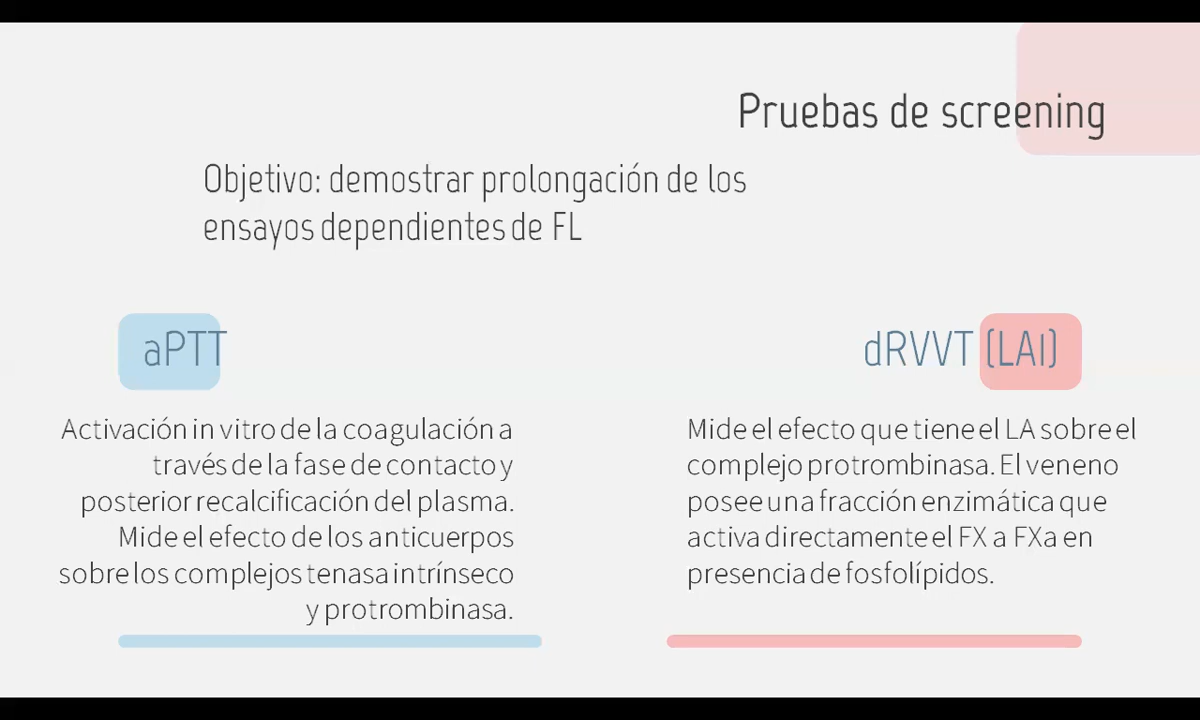 Pruebas de screening
Objetivo: demostrar prolongación de los
ensayos dependientes de FL
aPTT
Activación in vitro de la coagulación a
través de la fase de contacto y
posterior recalcificación del plasma.
Mide el efecto de los anticuerpos
sobre los complejos tenasa intrínseco
y protrombinasa.
dRVVT (LA1)
Mide el efecto que tiene el LA sobre el
complejo protrombinasa. El veneno
posee una fracción enzimática que
activa directamente el FX a FXa en
presencia de fosfolípidos.